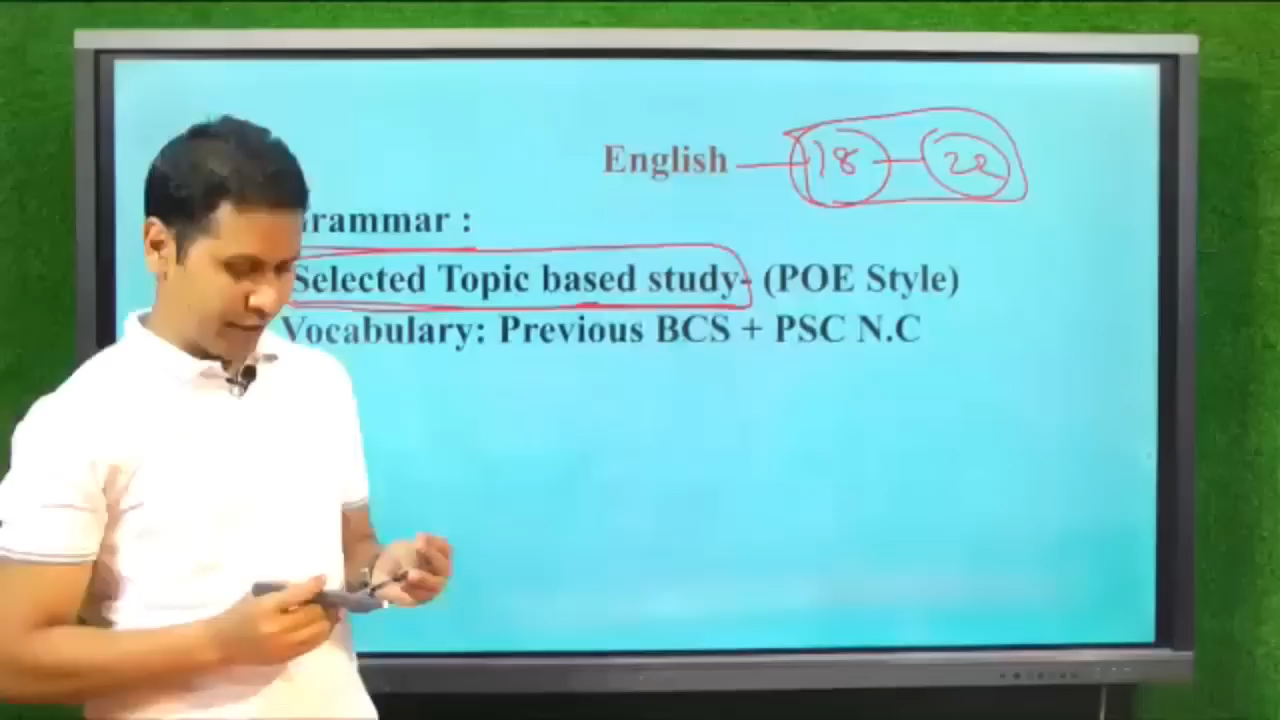 English — 18 — 22
rammar :
Selected Topic based study- (POE Style)
Vocabulary: Previous BCS + PSC N.C